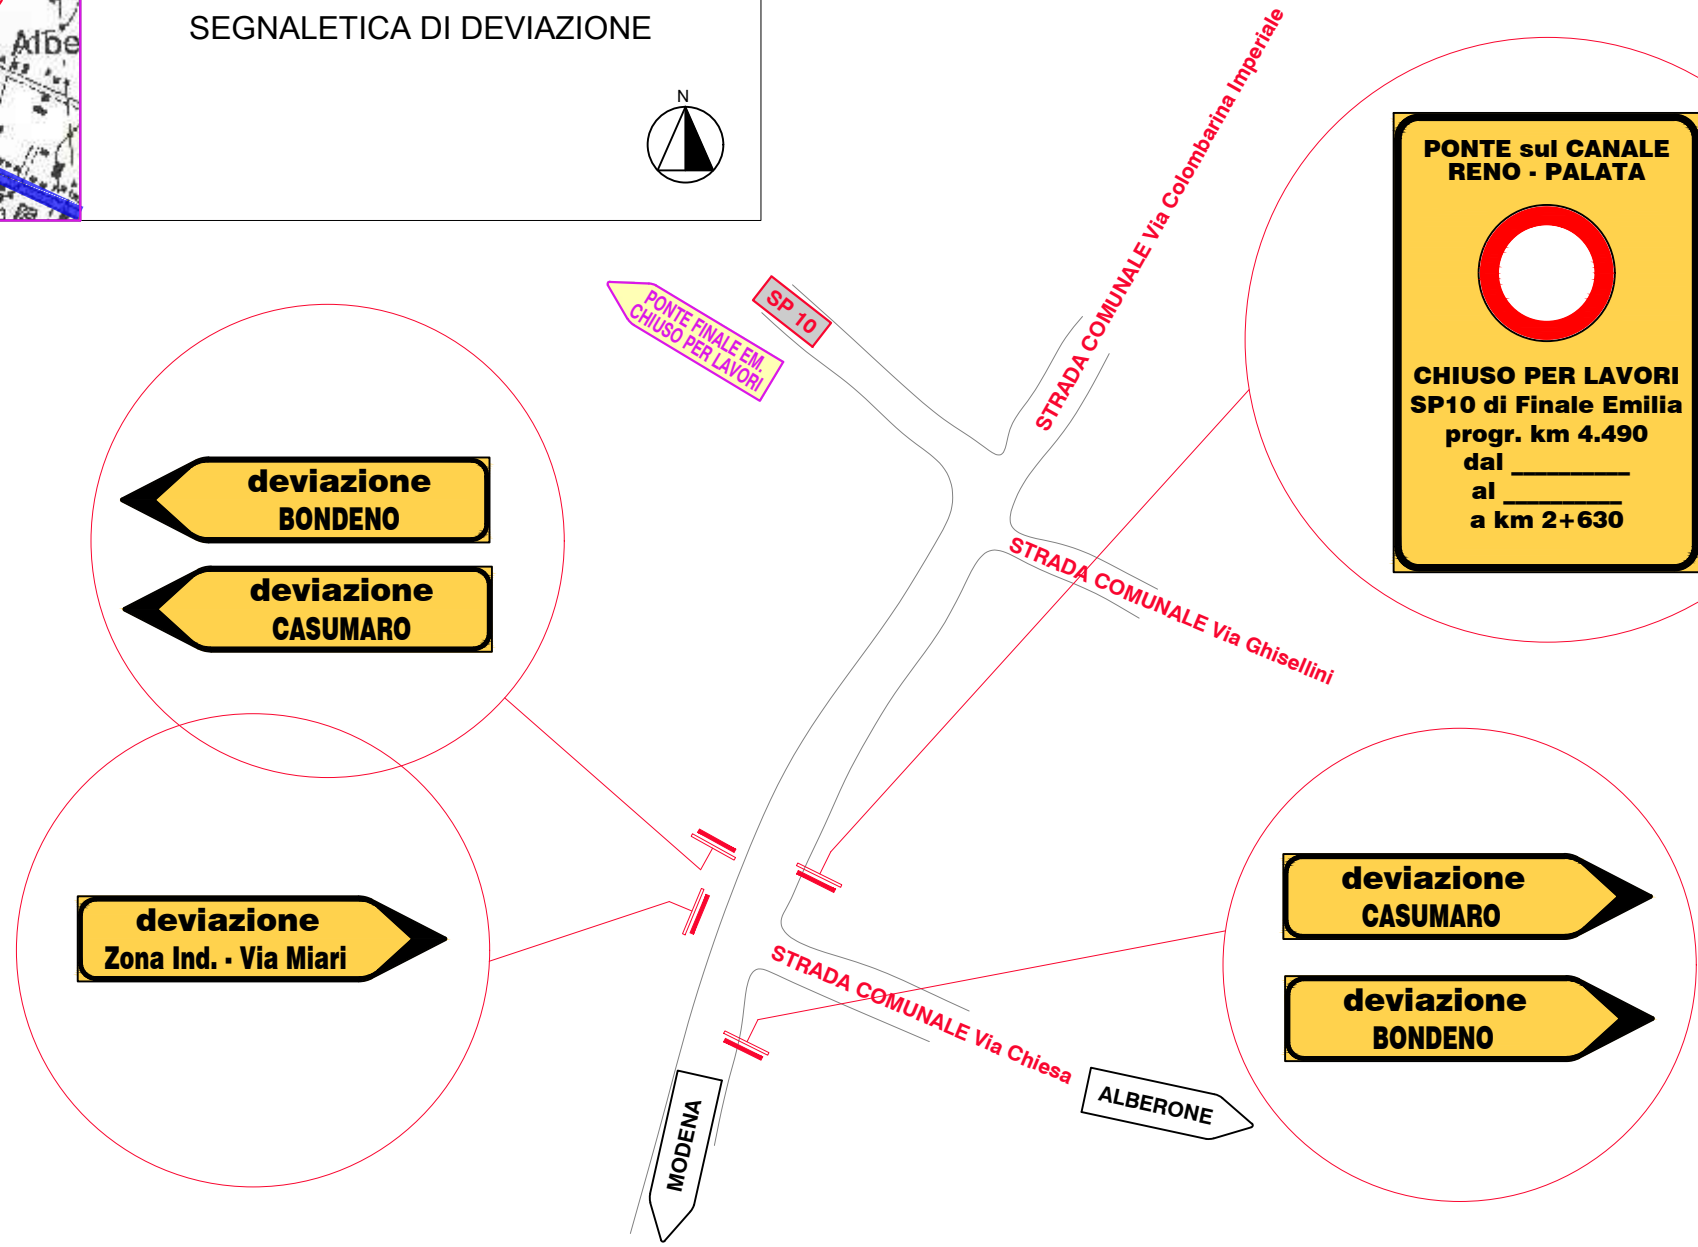 Albe
SEGNALETICA DI DEVIAZIONE
N
STRADA COMUNALE Via Colombarina Imperiale
SP 10
PONTE FINALE EM.
CHIUSO PER LAVORI
PONTE sul CANALE
RENO - PALATA
CHIUSO PER LAVORI
SP10 di Finale Emilia
progr. km 4.490
dal __________
al __________
a km 2+630
deviazione
BONDENO
deviazione
CASUMARO
STRADA COMUNALE Via Ghisellini
deviazione
Zona Ind. - Via Miari
STRADA COMUNALE Via Chiesa
deviazione
CASUMARO
deviazione
BONDENO
ALBERONE
MODENA